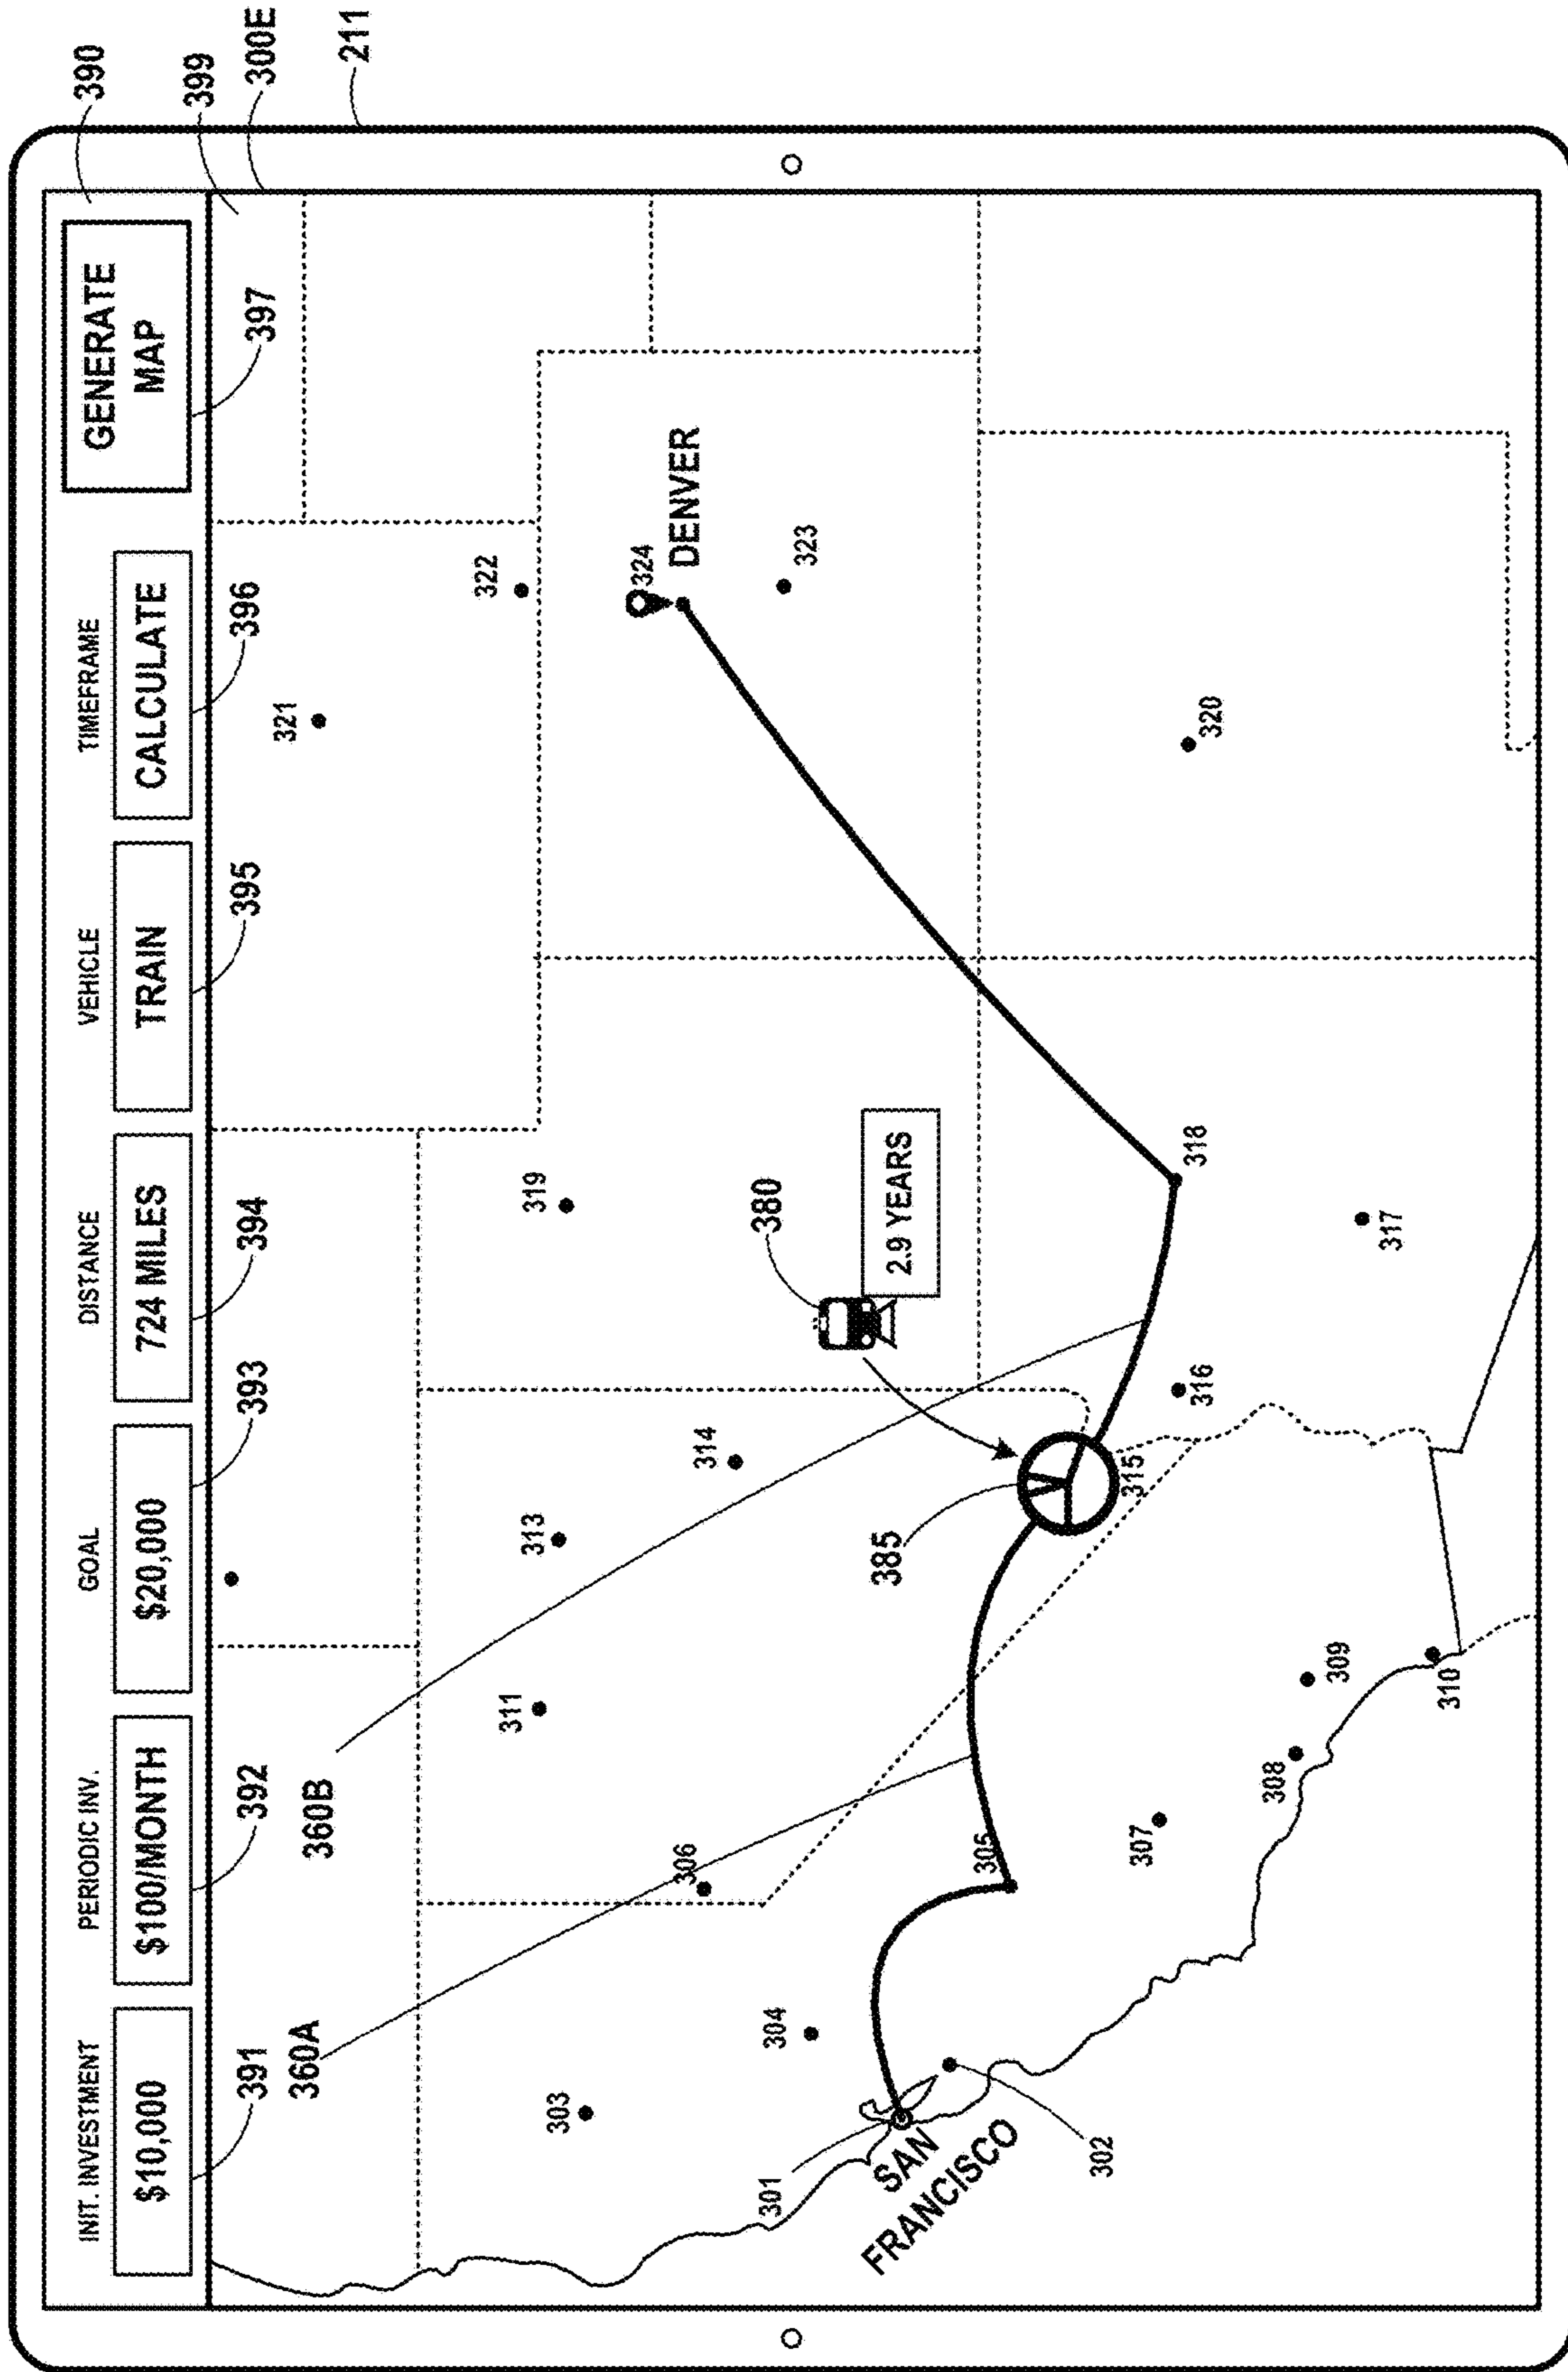 390
399
300E
211
INIT. INVESTMENT
$10,000
PERIODIC INV.
$100/MONTH
GOAL
$20,000
DISTANCE
724 MILES
VEHICLE
TRAIN
TIMEFRAME
CALCULATE
GENERATE
MAP
391
392
393
394
395
396
397
360A
360B
321
322
324
DENVER
323
319
311
313
314
380
2.9 YEARS
303
306
304
385
301
SAN
FRANCISCO
302
305
315
316
318
320
307
308
309
310
317